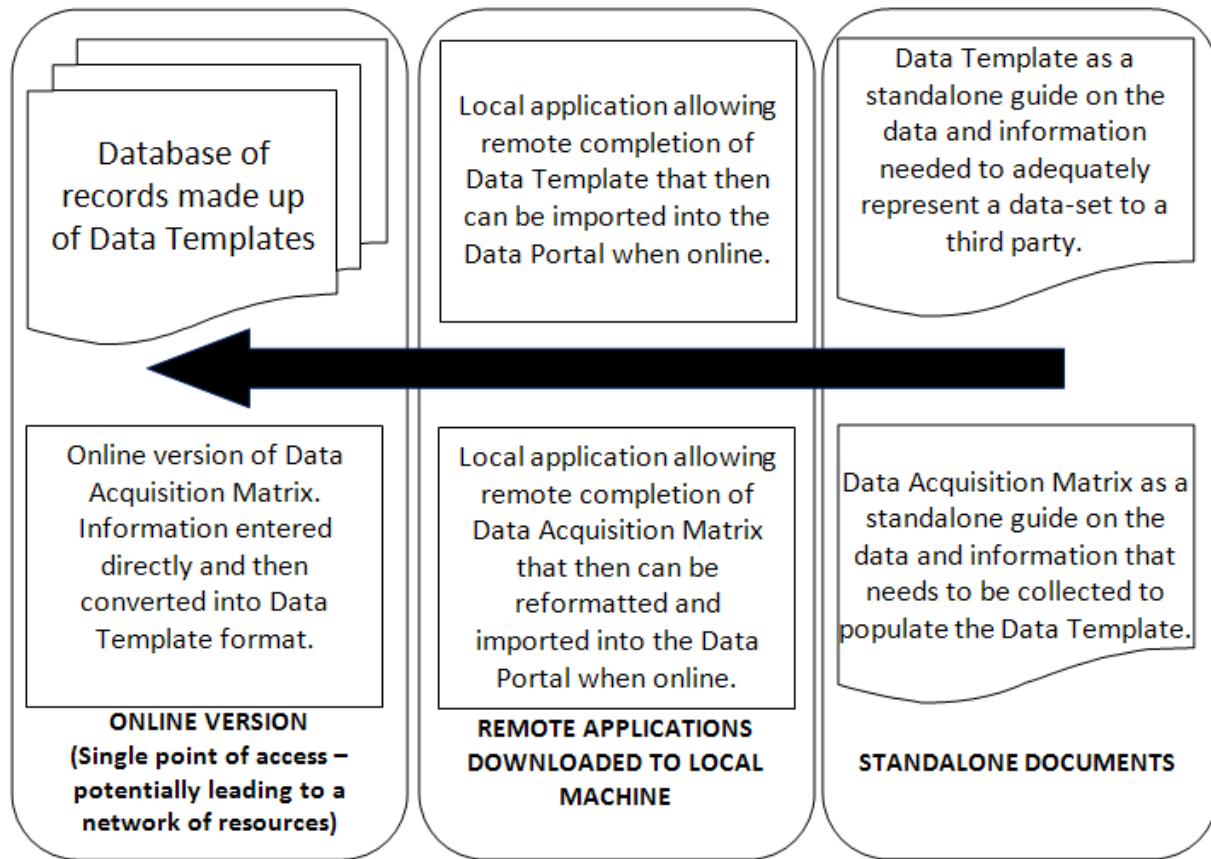 Database of
records made up
of Data Templates
Local application allowing
remote completion of
Data Template that then
can be imported into the
Data Portal when online.
Data Template as a
standalone guide on the
data and information
needed to adequately
represent a data-set to a
third party.
Online version of Data
Acquisition Matrix.
Information entered
directly and then
converted into Data
Template format.
Local application allowing
remote completion of
Data Acquisition Matrix
that then can be
reformatted and
imported into the Data
Portal when online.
Data Acquisition Matrix as a
standalone guide on the
data and information that
needs to be collected to
populate the Data Template.
ONLINE VERSION
(Single point of access –
potentially leading to a
network of resources)
REMOTE APPLICATIONS
DOWNLOADED TO LOCAL
MACHINE
STANDALONE DOCUMENTS